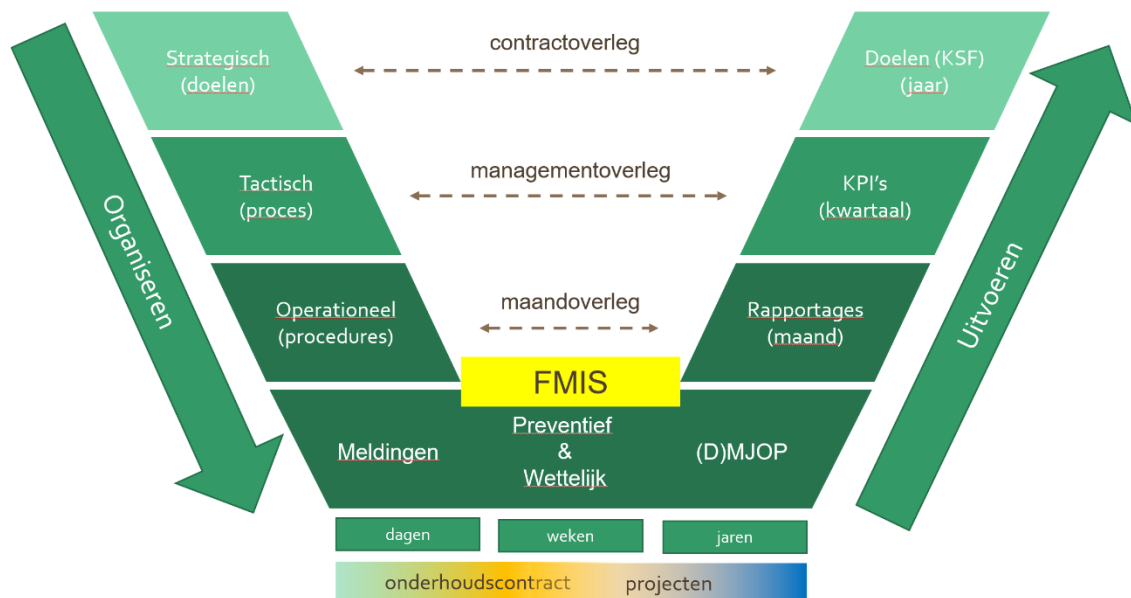 Strategisch
(doelen)
contractoverleg
Doelen (KSF)
(jaar)
Tactisch
(proces)
managementoverleg
KPI's
(kwartaal)
Organiseren
Operationeel
(procedures)
maandoverleg
Rapportages
(maand)
Uitvoeren
FMIS
Meldingen
Preventief
&
Wettelijk
(D)MJOP
dagen
weken
jaren
onderhoudscontract
projecten